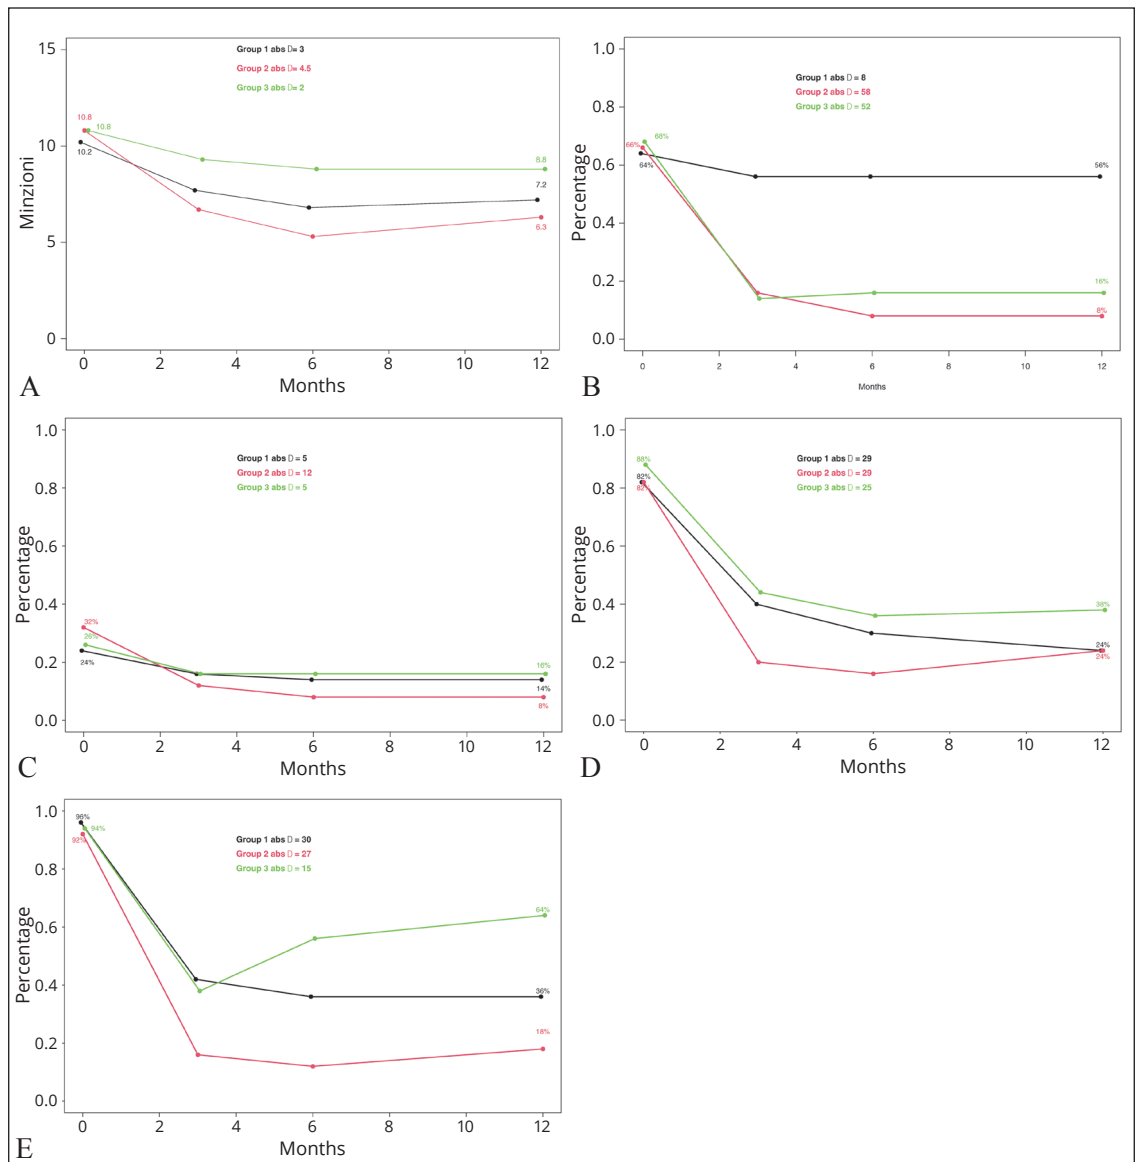 15
10
5
0
Minzioni
Group 1 abs D= 3
Group 2 abs D= 4.5
Group 3 abs D= 2
10.8
10.8
10.2
8.8
7.2
6.3
0 2 4 6 8 10 12
Months
A
1.0
0.8
0.6
0.4
0.2
0.0
Percentage
Group 1 abs D = 8
Group 2 abs D = 58
Group 3 abs D = 52
68%
66%
64%
56%
16%
8%
0 2 4 6 8 10 12
Months
B
1.0
0.8
0.6
0.4
0.2
0.0
Percentage
Group 1 abs D = 5
Group 2 abs D = 12
Group 3 abs D = 5
32%
26%
24%
16%
14%
8%
0 2 4 6 8 10 12
Months
C
1.0
0.8
0.6
0.4
0.2
0.0
Percentage
Group 1 abs D = 29
Group 2 abs D = 29
Group 3 abs D = 25
88%
82%
82%
38%
24%
24%
0 2 4 6 8 10 12
Months
D
1.0
0.8
0.6
0.4
0.2
0.0
Percentage
Group 1 abs D = 30
Group 2 abs D = 27
Group 3 abs D = 15
96%
94%
92%
64%
36%
18%
0 2 4 6 8 10 12
Months
E